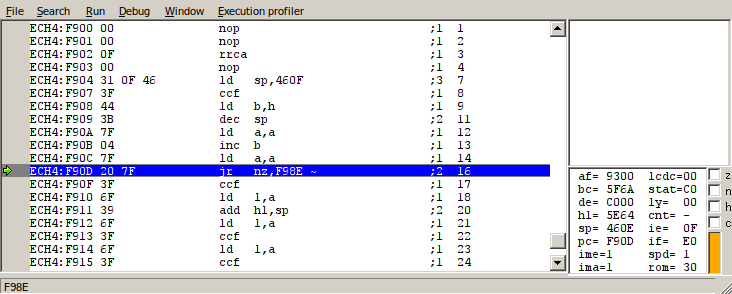 File Search Run Debug Window Execution profiler
ECH4:F900 00 nop ;1 1
ECH4:F901 00 nop ;1 2
ECH4:F902 0F rrca ;1 3
ECH4:F903 00 nop ;1 4
ECH4:F904 31 0F 46 ld sp,460F ;3 7
ECH4:F907 3F ccf ;1 8
ECH4:F908 44 ld b,h ;1 9
ECH4:F909 3B dec sp ;2 11
ECH4:F90A 7F ld a,a ;1 12
ECH4:F90B 04 inc b ;1 13
ECH4:F90C 7F ld a,a ;1 14
ECH4:F90D 20 7F jr nz,F98E ~ ;2 16
ECH4:F90F 3F ccf ;1 17
ECH4:F910 6F ld l,a ;1 18
ECH4:F911 39 add hl,sp ;2 20
ECH4:F912 6F ld l,a ;1 21
ECH4:F913 3F ccf ;1 22
ECH4:F914 6F ld l,a ;1 23
ECH4:F915 3F ccf ;1 24
af= 9300 lcdc=00 z
bc= 5F6A stat=C0 n
de= C000 ly= 00 h
hl= 5E64 cnt= - c
sp= 460E ie= 0F
pc= F90D if= E0
ime=1 spd= 1
ima=1 rom= 30
F98E